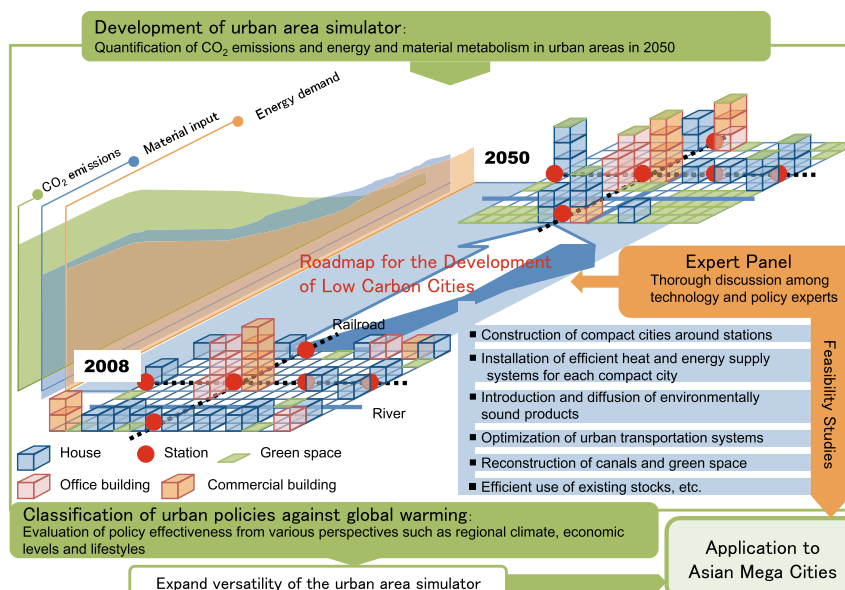 Development of urban area simulator:
Quantification of CO₂ emissions and energy and material metabolism in urban areas in 2050
CO₂ emissions
Material input
Energy demand
2050
Roadmap for the Development
of Low Carbon Cities
Expert Panel
Thorough discussion among
technology and policy experts
Feasibility Studies
Railroad
2008
River
■ Construction of compact cities around stations
■ Installation of efficient heat and energy supply
systems for each compact city
■ Introduction and diffusion of environmentally
sound products
■ Optimization of urban transportation systems
■ Reconstruction of canals and green space
■ Efficient use of existing stocks, etc.
House
Station
Green space
Office building
Commercial building
Classification of urban policies against global warming:
Evaluation of policy effectiveness from various perspectives such as regional climate, economic
levels and lifestyles
Expand versatility of the urban area simulator
Application to
Asian Mega Cities